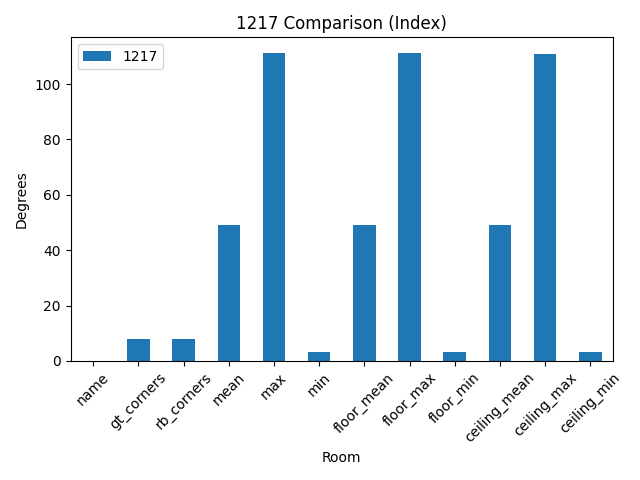 1217 Comparison (Index)
1217
Degrees
100
80
60
40
20
0
name
gt_corners
rb_corners
mean
max
min
floor_mean
floor_max
floor_min
ceiling_mean
ceiling_max
ceiling_min
Room